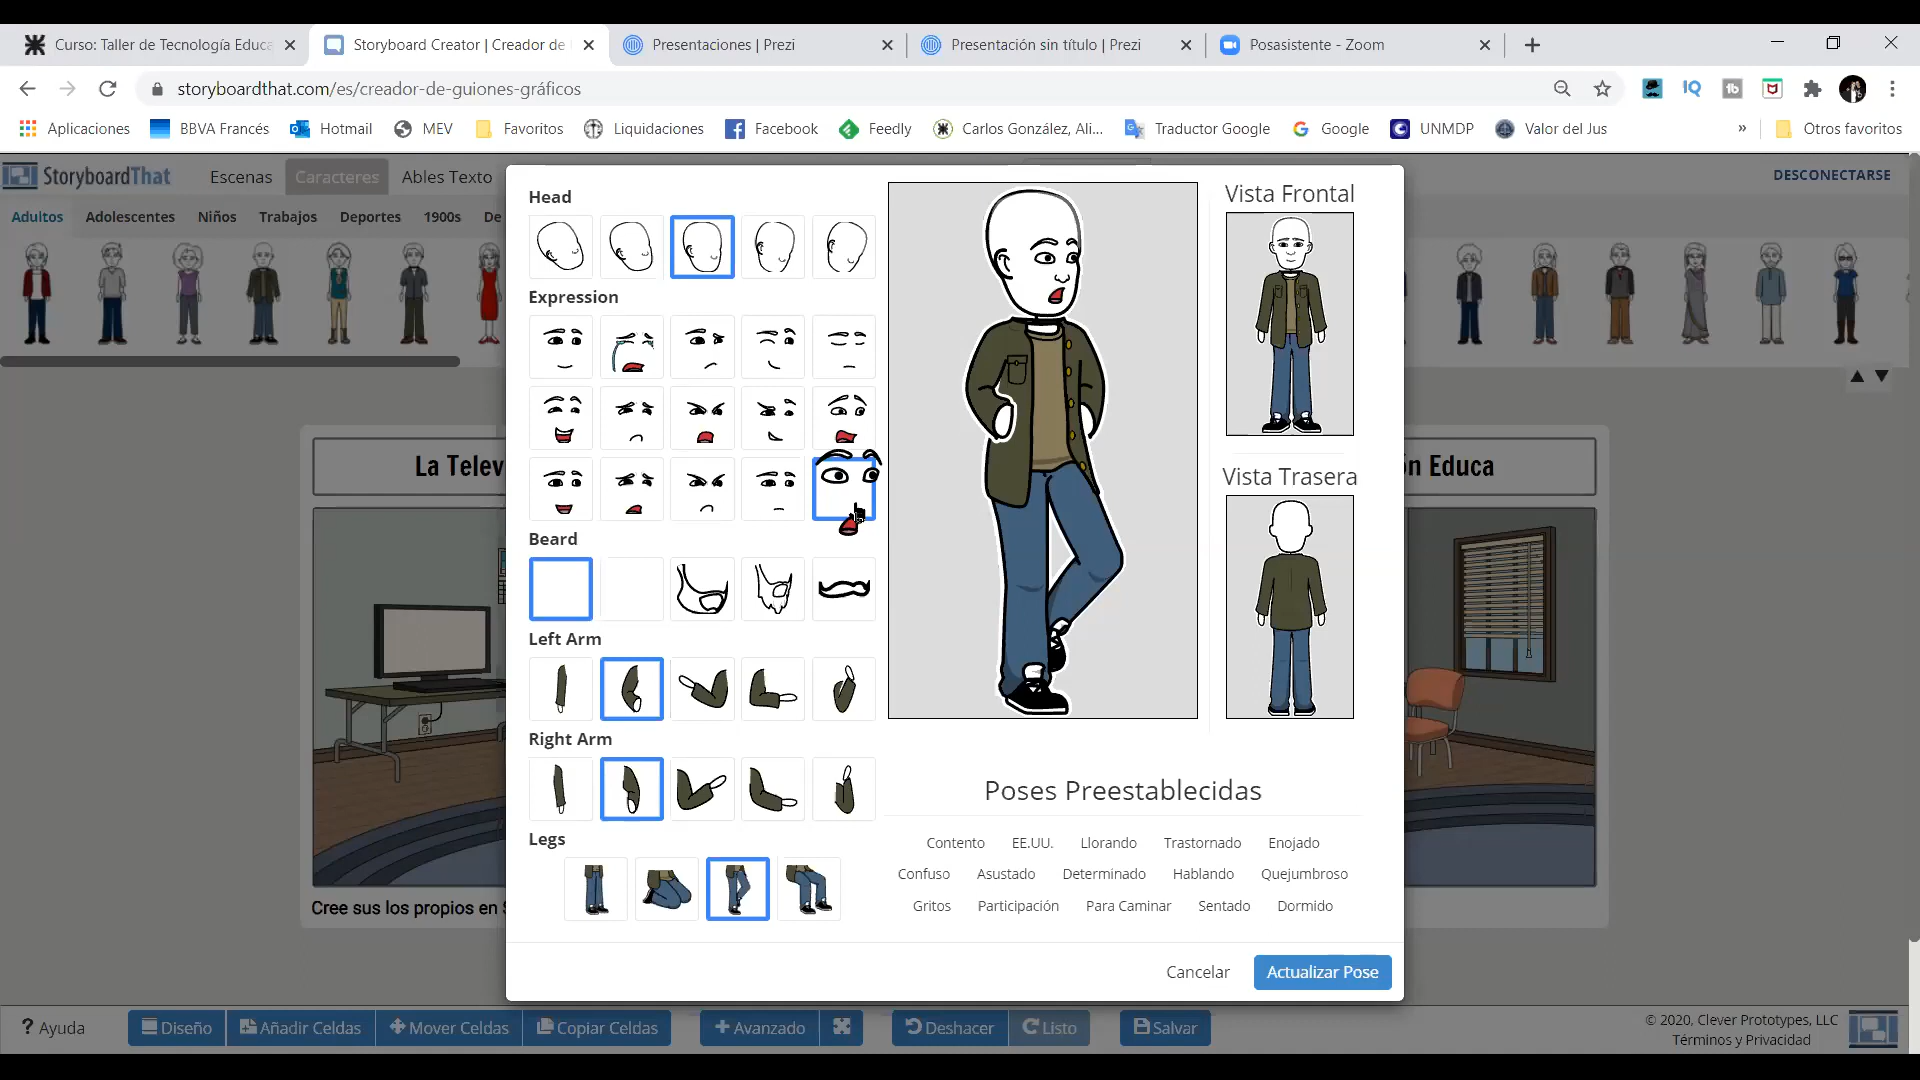 Curso: Taller de Tecnología Educa
Storyboard Creator | Creador de
Presentaciones | Prezi
Presentación sin título | Prezi
Posasistente - Zoom
storyboardthat.com/es/creador-de-guiones-gráficos
Aplicaciones
BBVA Francés
Hotmail
MEV
Favoritos
Liquidaciones
Facebook
Feedly
Carlos González, Ali...
Traductor Google
Google
UNMDP
Valor del Jus
»
Otros favoritos
StoryboardThat
Escenas
Caracteres
Ables Texto
DESCONECTARSE
Adultos
Adolescentes
Niños
Trabajos
Deportes
1900s
De
Head
Expression
Beard
Left Arm
Right Arm
Legs
Vista Frontal
Vista Trasera
La Telev
n Educa
Cree sus los propios en S
Poses Preestablecidas
Contento EE.UU. Llorando Trastornado Enojado
Confuso Asustado Determinado Hablando Quejumbroso
Gritos Participación Para Caminar Sentado Dormido
Cancelar
Actualizar Pose
? Ayuda
Diseño
Añadir Celdas
Mover Celdas
Copiar Celdas
Avanzado
Deshacer
Listo
Salvar
© 2020, Clever Prototypes, LLC
Términos y Privacidad